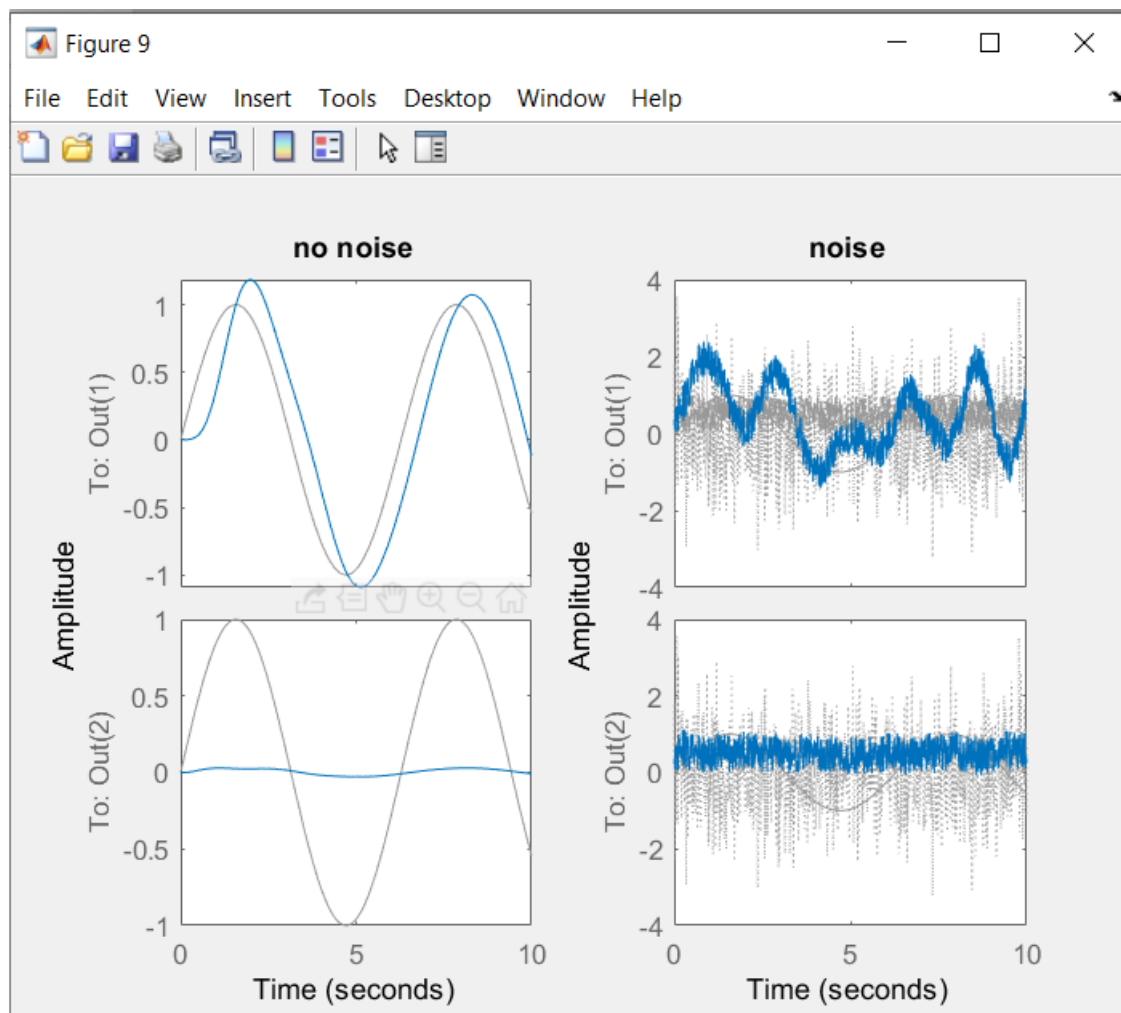 Figure 9
File Edit View Insert Tools Desktop Window Help
no noise
1
0.5
0
-0.5
-1
To: Out(1)
1
0.5
0
-0.5
-1
To: Out(2)
Amplitude
0 5 10
Time (seconds)
noise
4
2
0
-2
-4
To: Out(1)
4
2
0
-2
-4
To: Out(2)
Amplitude
0 5 10
Time (seconds)